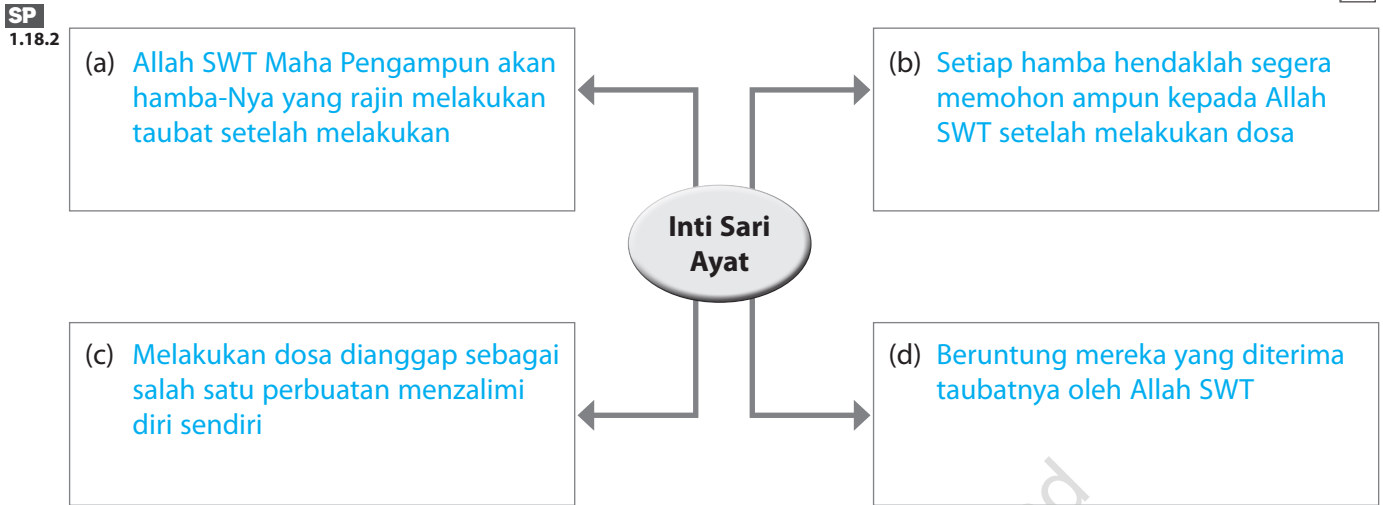 SP
1.18.2
(a) Allah SWT Maha Pengampun akan
hamba-Nya yang rajin melakukan
taubat setelah melakukan
(b) Setiap hamba hendaklah segera
memohon ampun kepada Allah
SWT setelah melakukan dosa
Inti Sari
Ayat
(c) Melakukan dosa dianggap sebagai
salah satu perbuatan menzalimi
diri sendiri
(d) Beruntung mereka yang diterima
taubatnya oleh Allah SWT